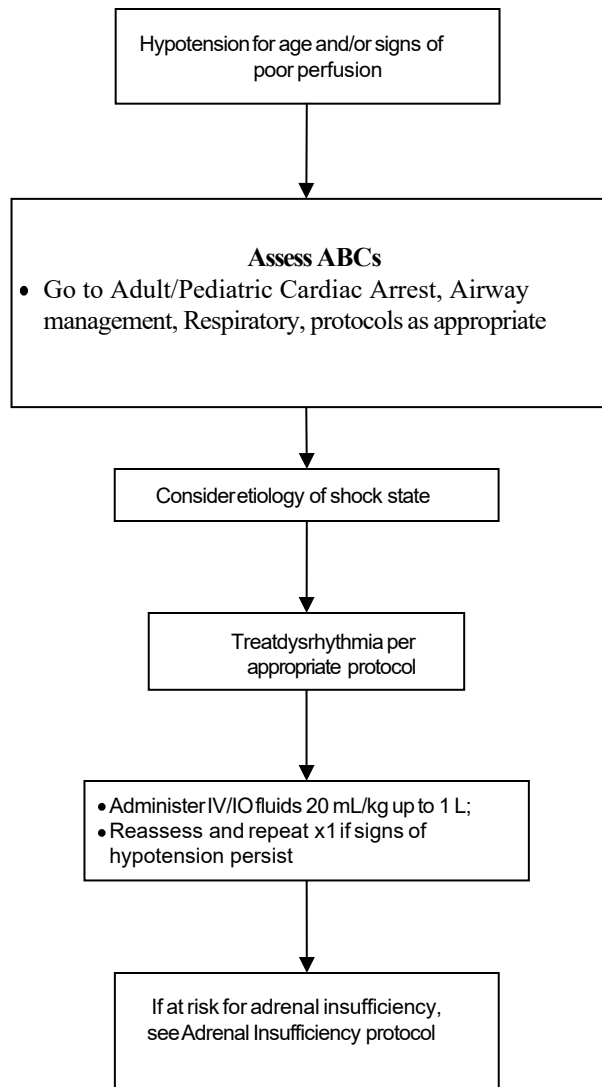 Hypotension for age and/or signs of
poor perfusion
Assess ABCs
• Go to Adult/Pediatric Cardiac Arrest, Airway
management, Respiratory, protocols as appropriate
Consideretiology of shock state
Treatdysrhythmia per
appropriate protocol
• Administer IV/IO fluids 20 mL/kg up to 1 L;
• Reassess and repeat x1 if signs of
hypotension persist
If at risk for adrenal insufficiency,
see Adrenal Insufficiency protocol